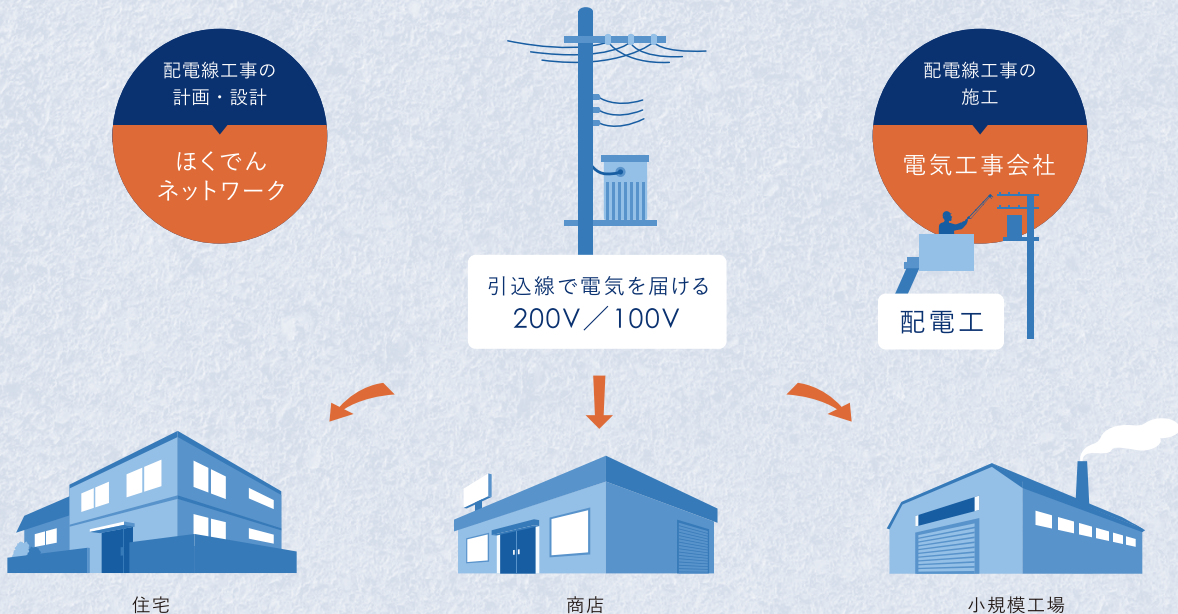 配電線工事の
計画・設計
ほくでん
ネットワーク
引込線で電気を届ける
200V／100V
配電線工事の
施工
電気工事会社
配電工
住宅
商店
小規模工場